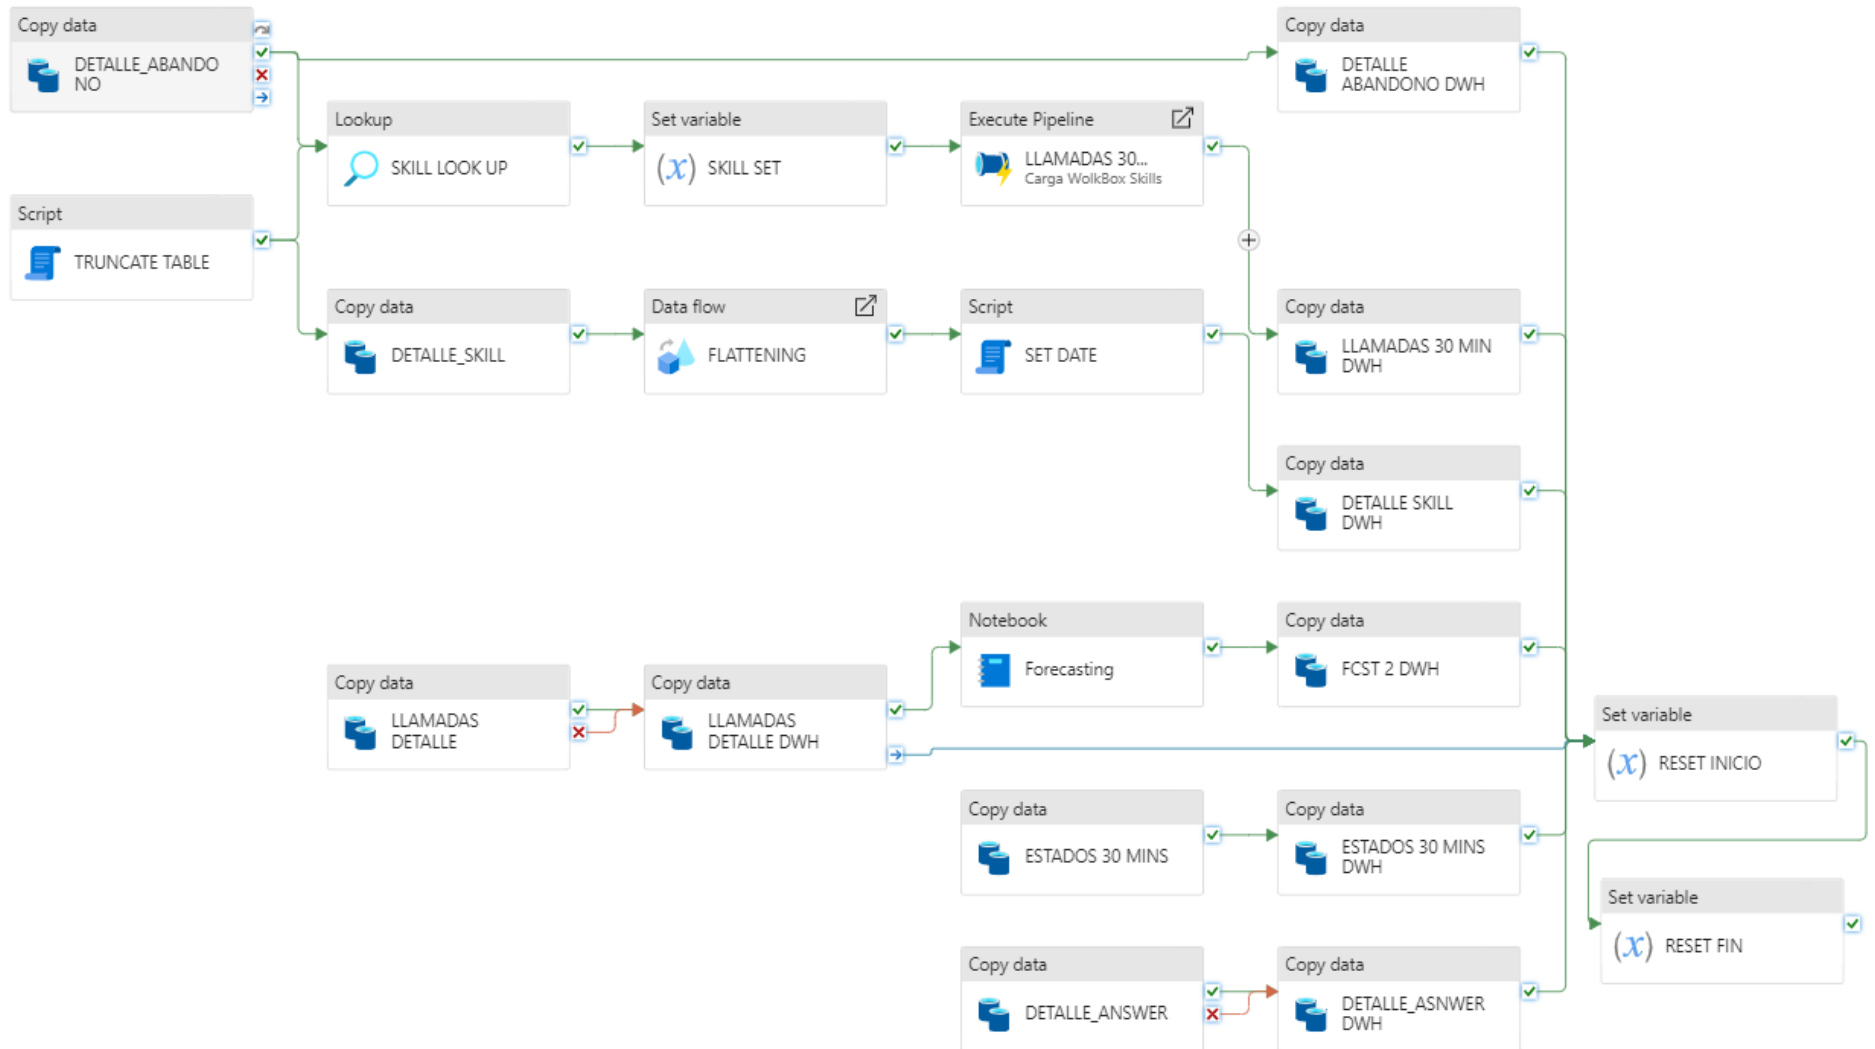 Copy data
DETALLE_ABANDO
NO
Copy data
DETALLE
ABANDONO DWH
Lookup
SKILL LOOK UP
Set variable
(x) SKILL SET
Execute Pipeline
LLAMADAS 30...
Carga WolkBox Skills
Script
TRUNCATE TABLE
Copy data
DETALLE_SKILL
Data flow
FLATTENING
Script
SET DATE
Copy data
LLAMADAS 30 MIN
DWH
Copy data
DETALLE SKILL
DWH
Notebook
Forecasting
Copy data
FCST 2 DWH
Copy data
LLAMADAS
DETALLE
Copy data
LLAMADAS
DETALLE DWH
Set variable
(x) RESET INICIO
Copy data
ESTADOS 30 MINS
Copy data
ESTADOS 30 MINS
DWH
Set variable
(x) RESET FIN
Copy data
DETALLE_ANSWER
Copy data
DETALLE_ASNWER
DWH